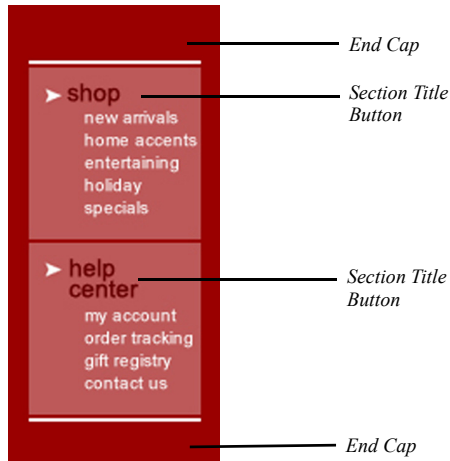 End Cap
shop
Section Title
Button
new arrivals
home accents
entertaining
holiday
specials
help
center
Section Title
Button
my account
order tracking
gift registry
contact us
End Cap